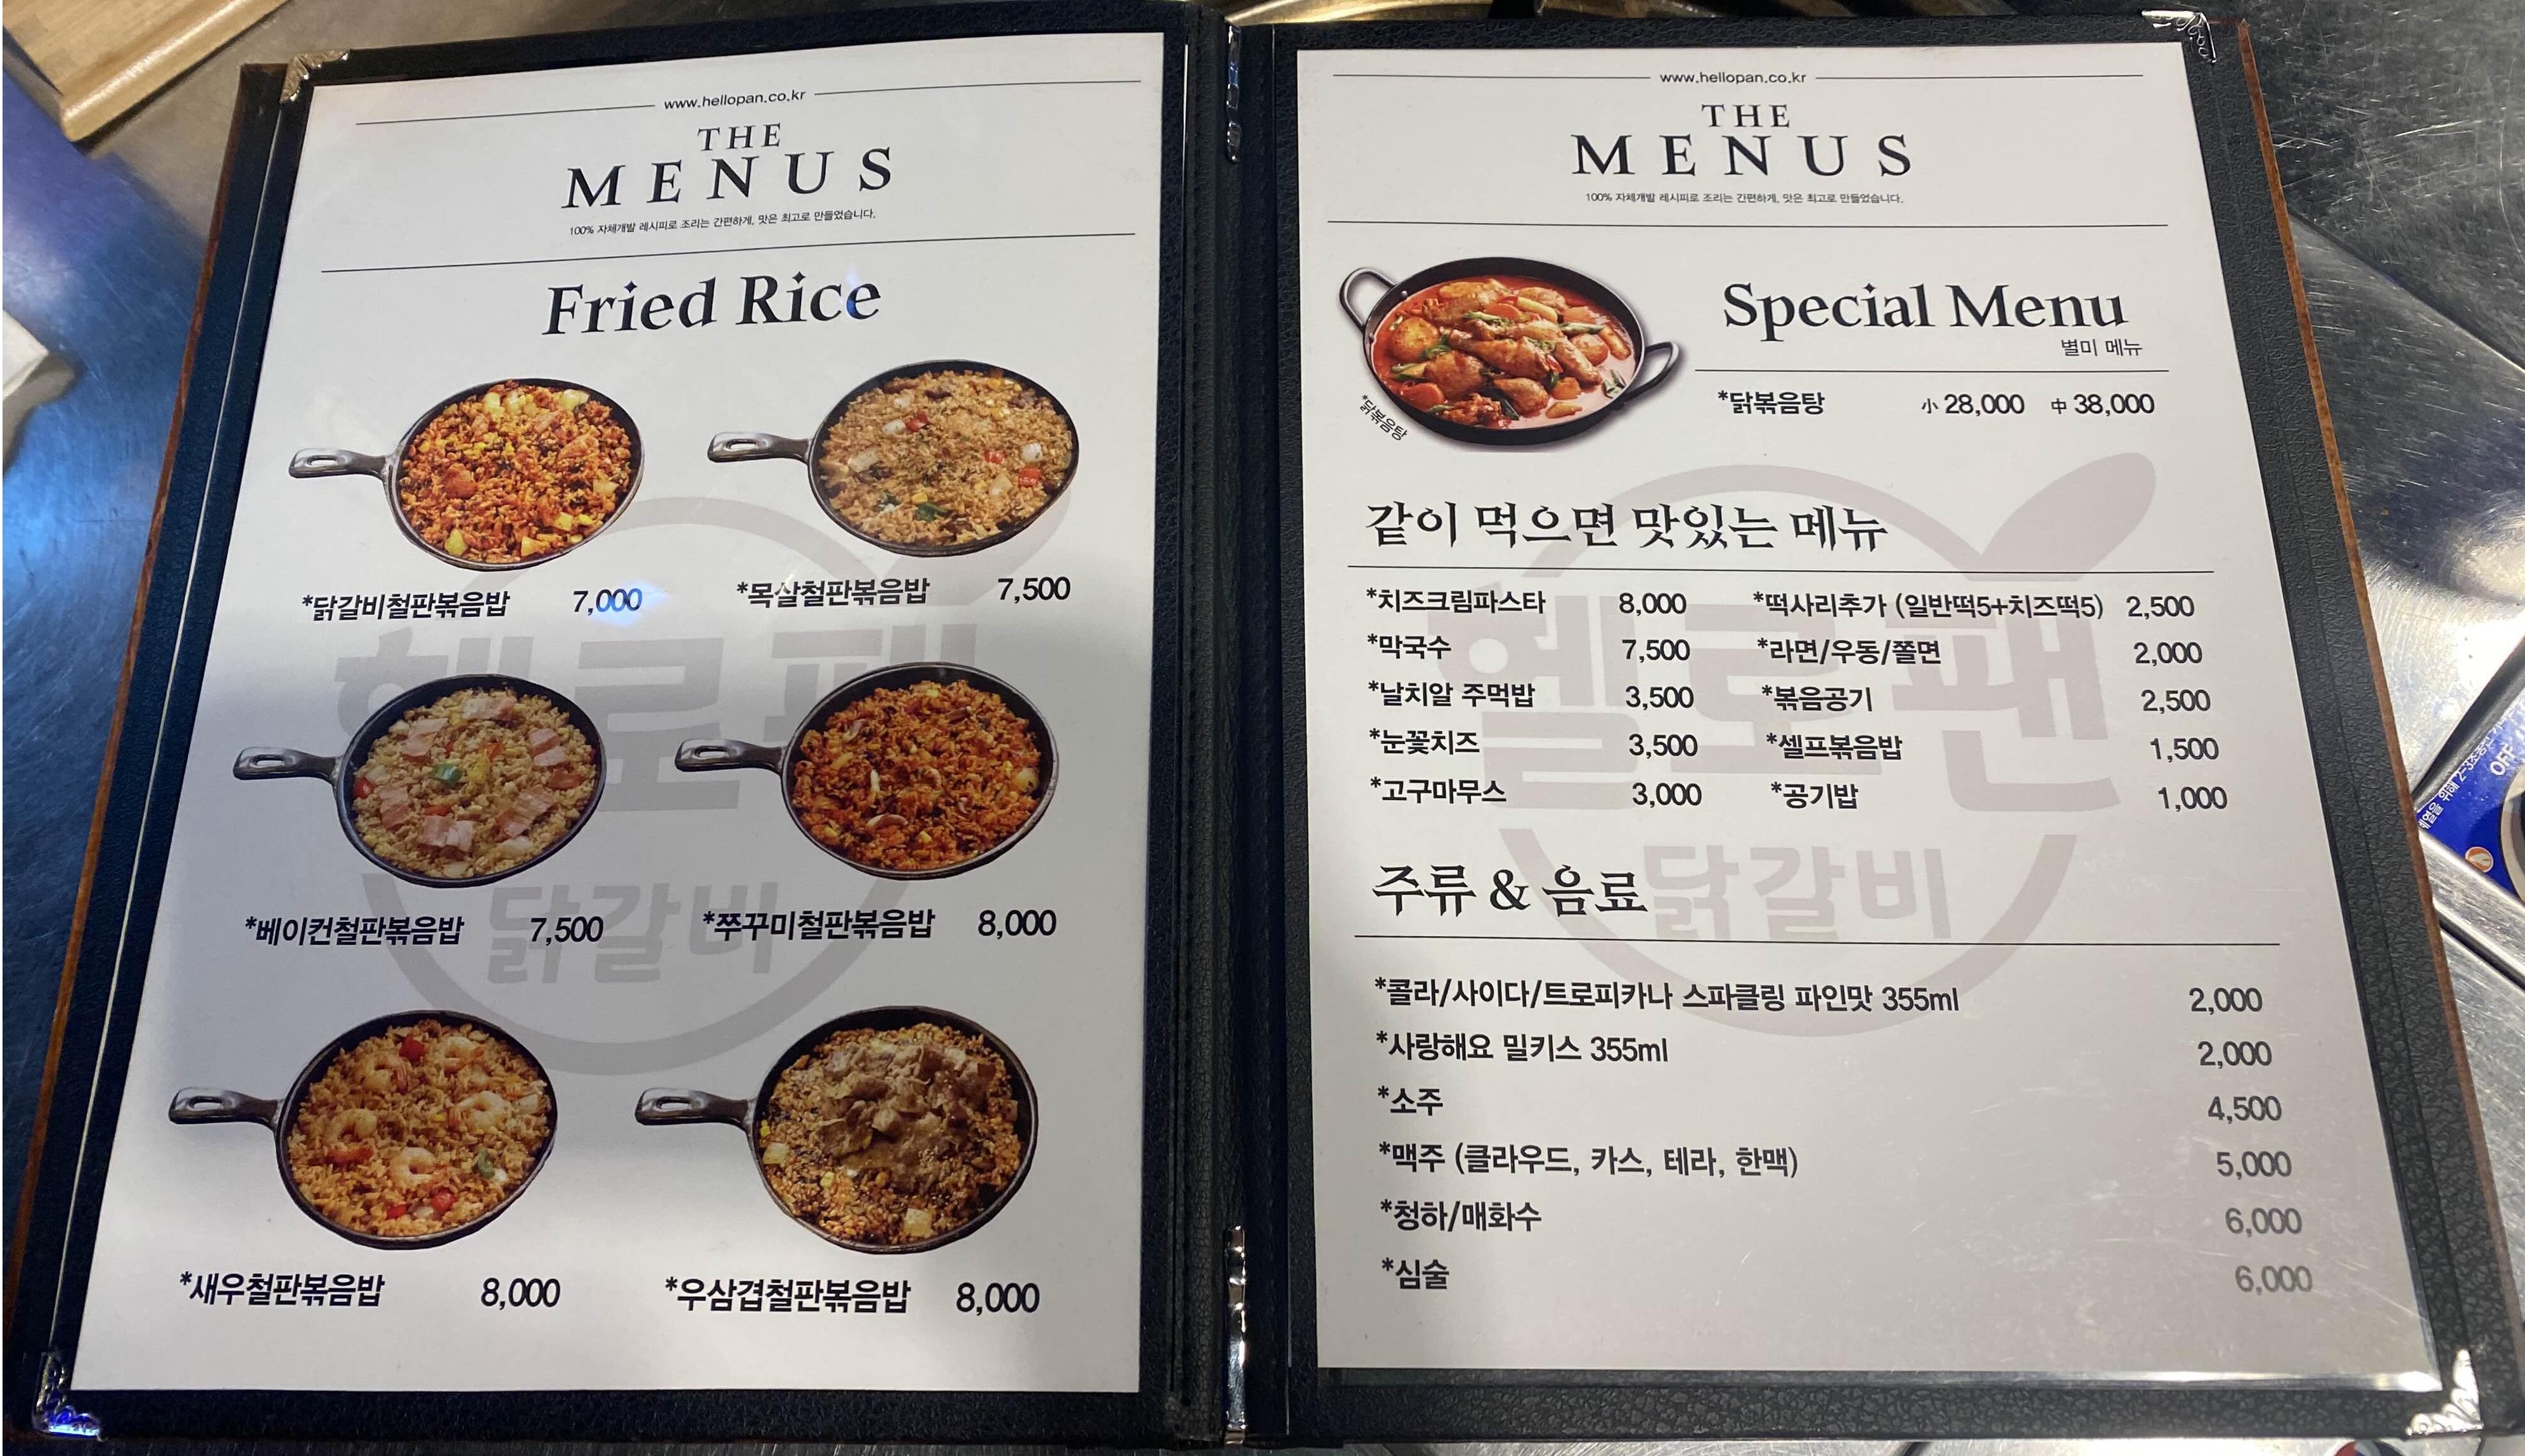 www.hellopan.co.kr
THE
MENUS
100% 자체개발 레시피로 조리는 간편하게, 맛은 최고로 만들었습니다.
Fried Rice
*닭갈비철판볶음밥 7,000 *목살철판볶음밥 7,500
*베이컨철판볶음밥 7,500 *쭈꾸미철판볶음밥 8,000
*새우철판볶음밥 8,000 *우삼겹철판볶음밥 8,000
헬로팬
닭갈비
www.hellopan.co.kr
THE
MENUS
100% 자체개발 레시피로 조리는 간편하게, 맛은 최고로 만들었습니다.
*닭볶음탕
Special Menu
별미 메뉴
*닭볶음탕 小 28,000 中 38,000
같이 먹으면 맛있는 메뉴
*치즈크림파스타 8,000 *떡사리추가 (일반떡5+치즈떡5) 2,500
*막국수 7,500 *라면/우동/쫄면 2,000
*날치알 주먹밥 3,500 *볶음공기 2,500
*눈꽃치즈 3,500 *셀프볶음밥 1,500
*고구마무스 3,000 *공기밥 1,000
주류 & 음료
*콜라/사이다/트로피카나 스파클링 파인맛 355ml 2,000
*사랑해요 밀키스 355ml 2,000
*소주 4,500
*맥주 (클라우드, 카스, 테라, 한맥) 5,000
*청하/매화수 6,000
*심술 6,000
헬로팬
닭갈비
OFF